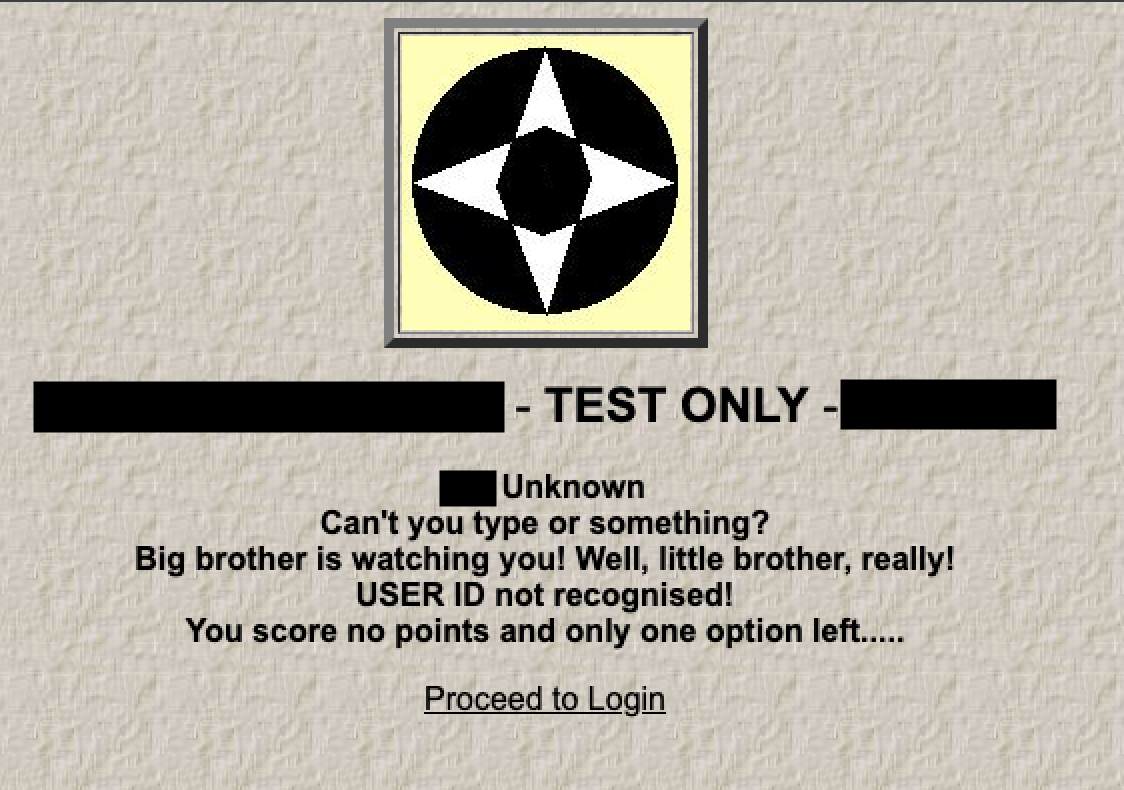 - TEST ONLY -
Unknown
Can't you type or something?
Big brother is watching you! Well, little brother, really!
USER ID not recognised!
You score no points and only one option left.....
Proceed to Login